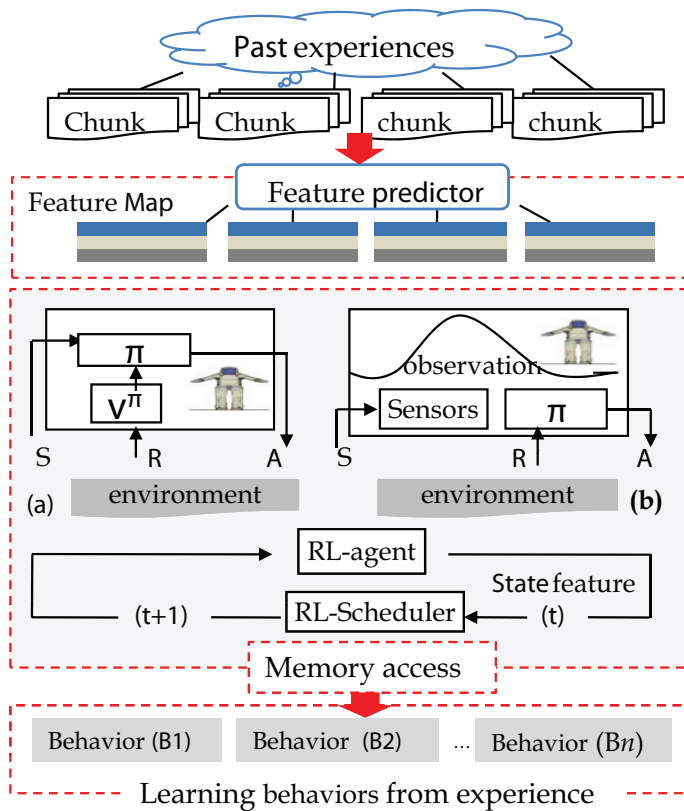 Past experiences
Chunk Chunk chunk chunk
Feature predictor
Feature Map
π
V^π
S R A
(a)
environment
observation
Sensors π
S R A
environment
(b)
RL-agent
State feature
(t+1) RL-Scheduler (t)
Memory access
Behavior (B1) Behavior (B2) ... Behavior (Bn)
Learning behaviors from experience